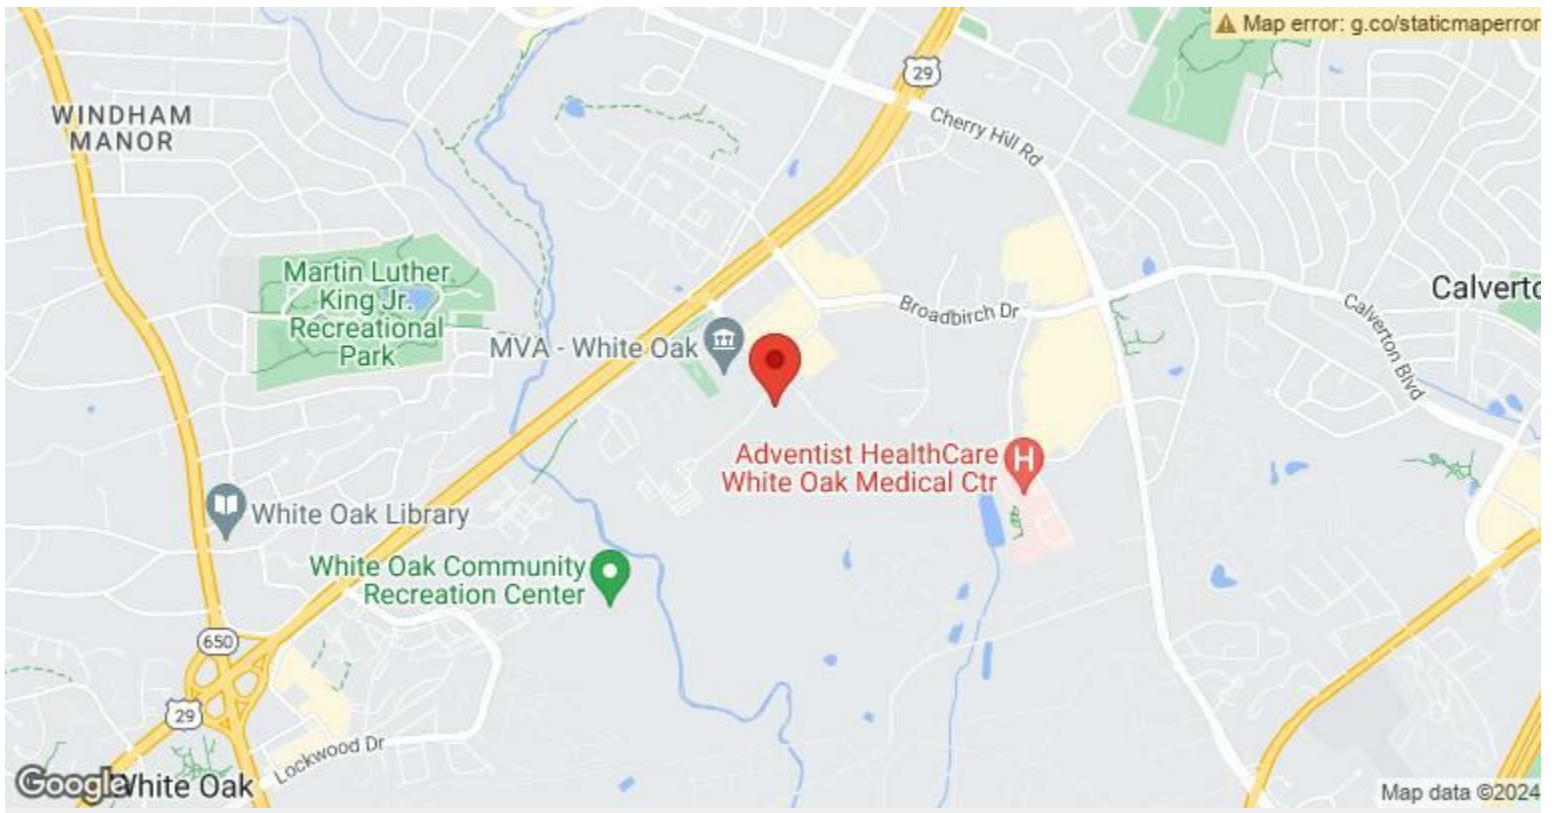 Map error: g.co/staticmaperror
29
WINDHAM
MANOR
Cherry Hill Rd
Martin Luther
King Jr.
Recreational
Park
Calverto
Broadbirch Dr
Calverton Blvd
MVA - White Oak
Adventist HealthCare
White Oak Medical Ctr
H
White Oak Library
White Oak Community
Recreation Center
650
29
Lockwood Dr
Google
White Oak
Map data ©2024